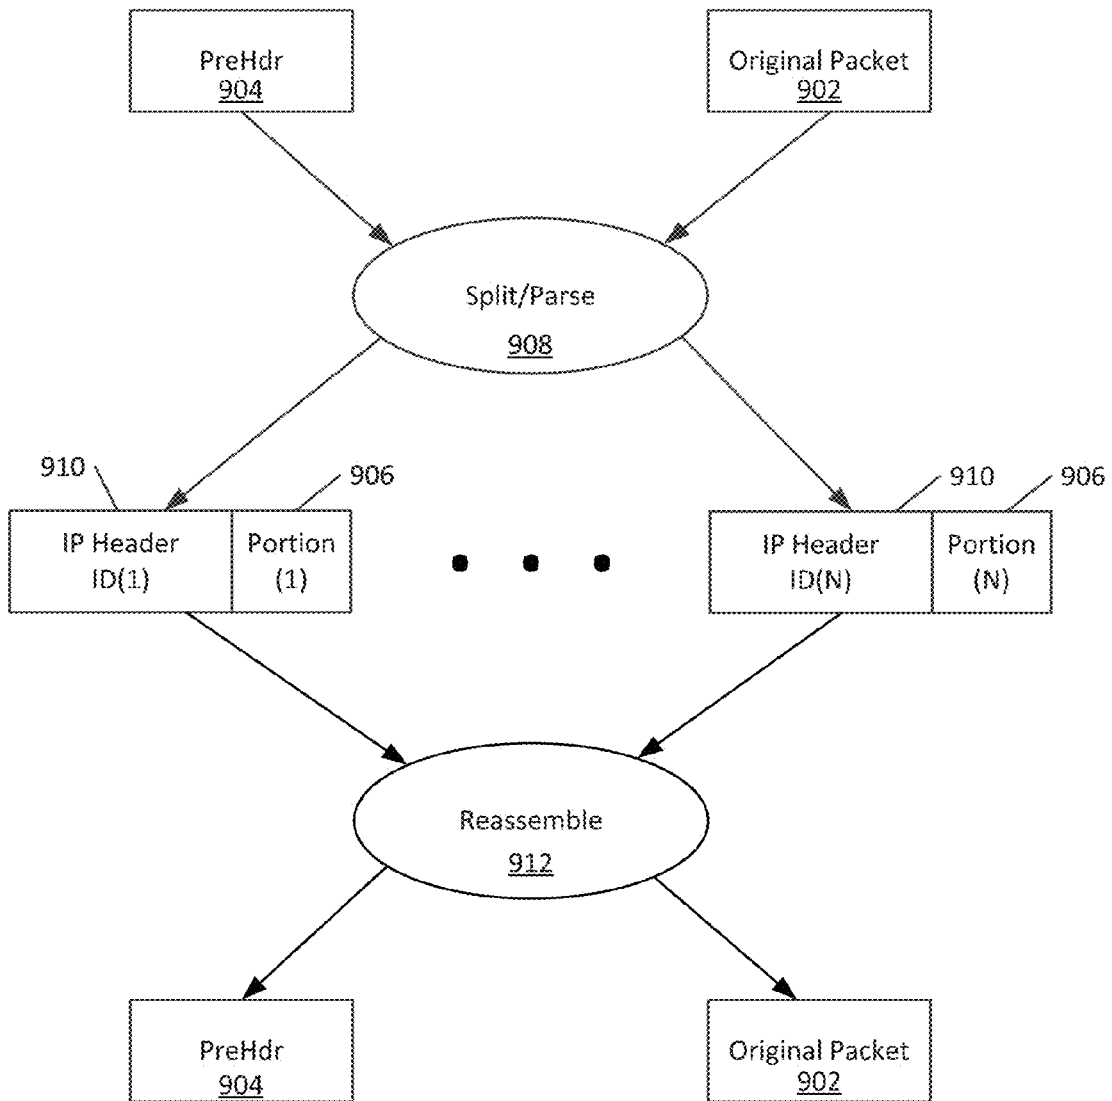 PreHdr
904
Original Packet
902
Split/Parse
908
910
906
910
906
IP Header
ID(1)
Portion
(1)
IP Header
ID(N)
Portion
(N)
Reassemble
912
PreHdr
904
Original Packet
902